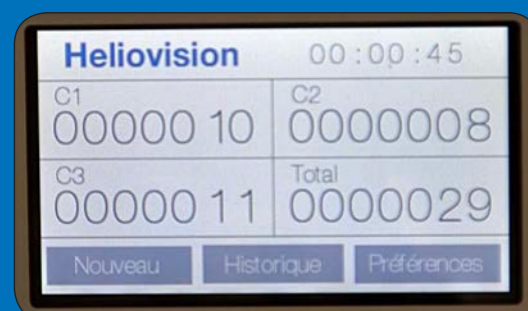 Heliovision 00:00:45
C1 C2
0000010 0000008
C3 Total
0000011 0000029
Nouveau Historique Préférences